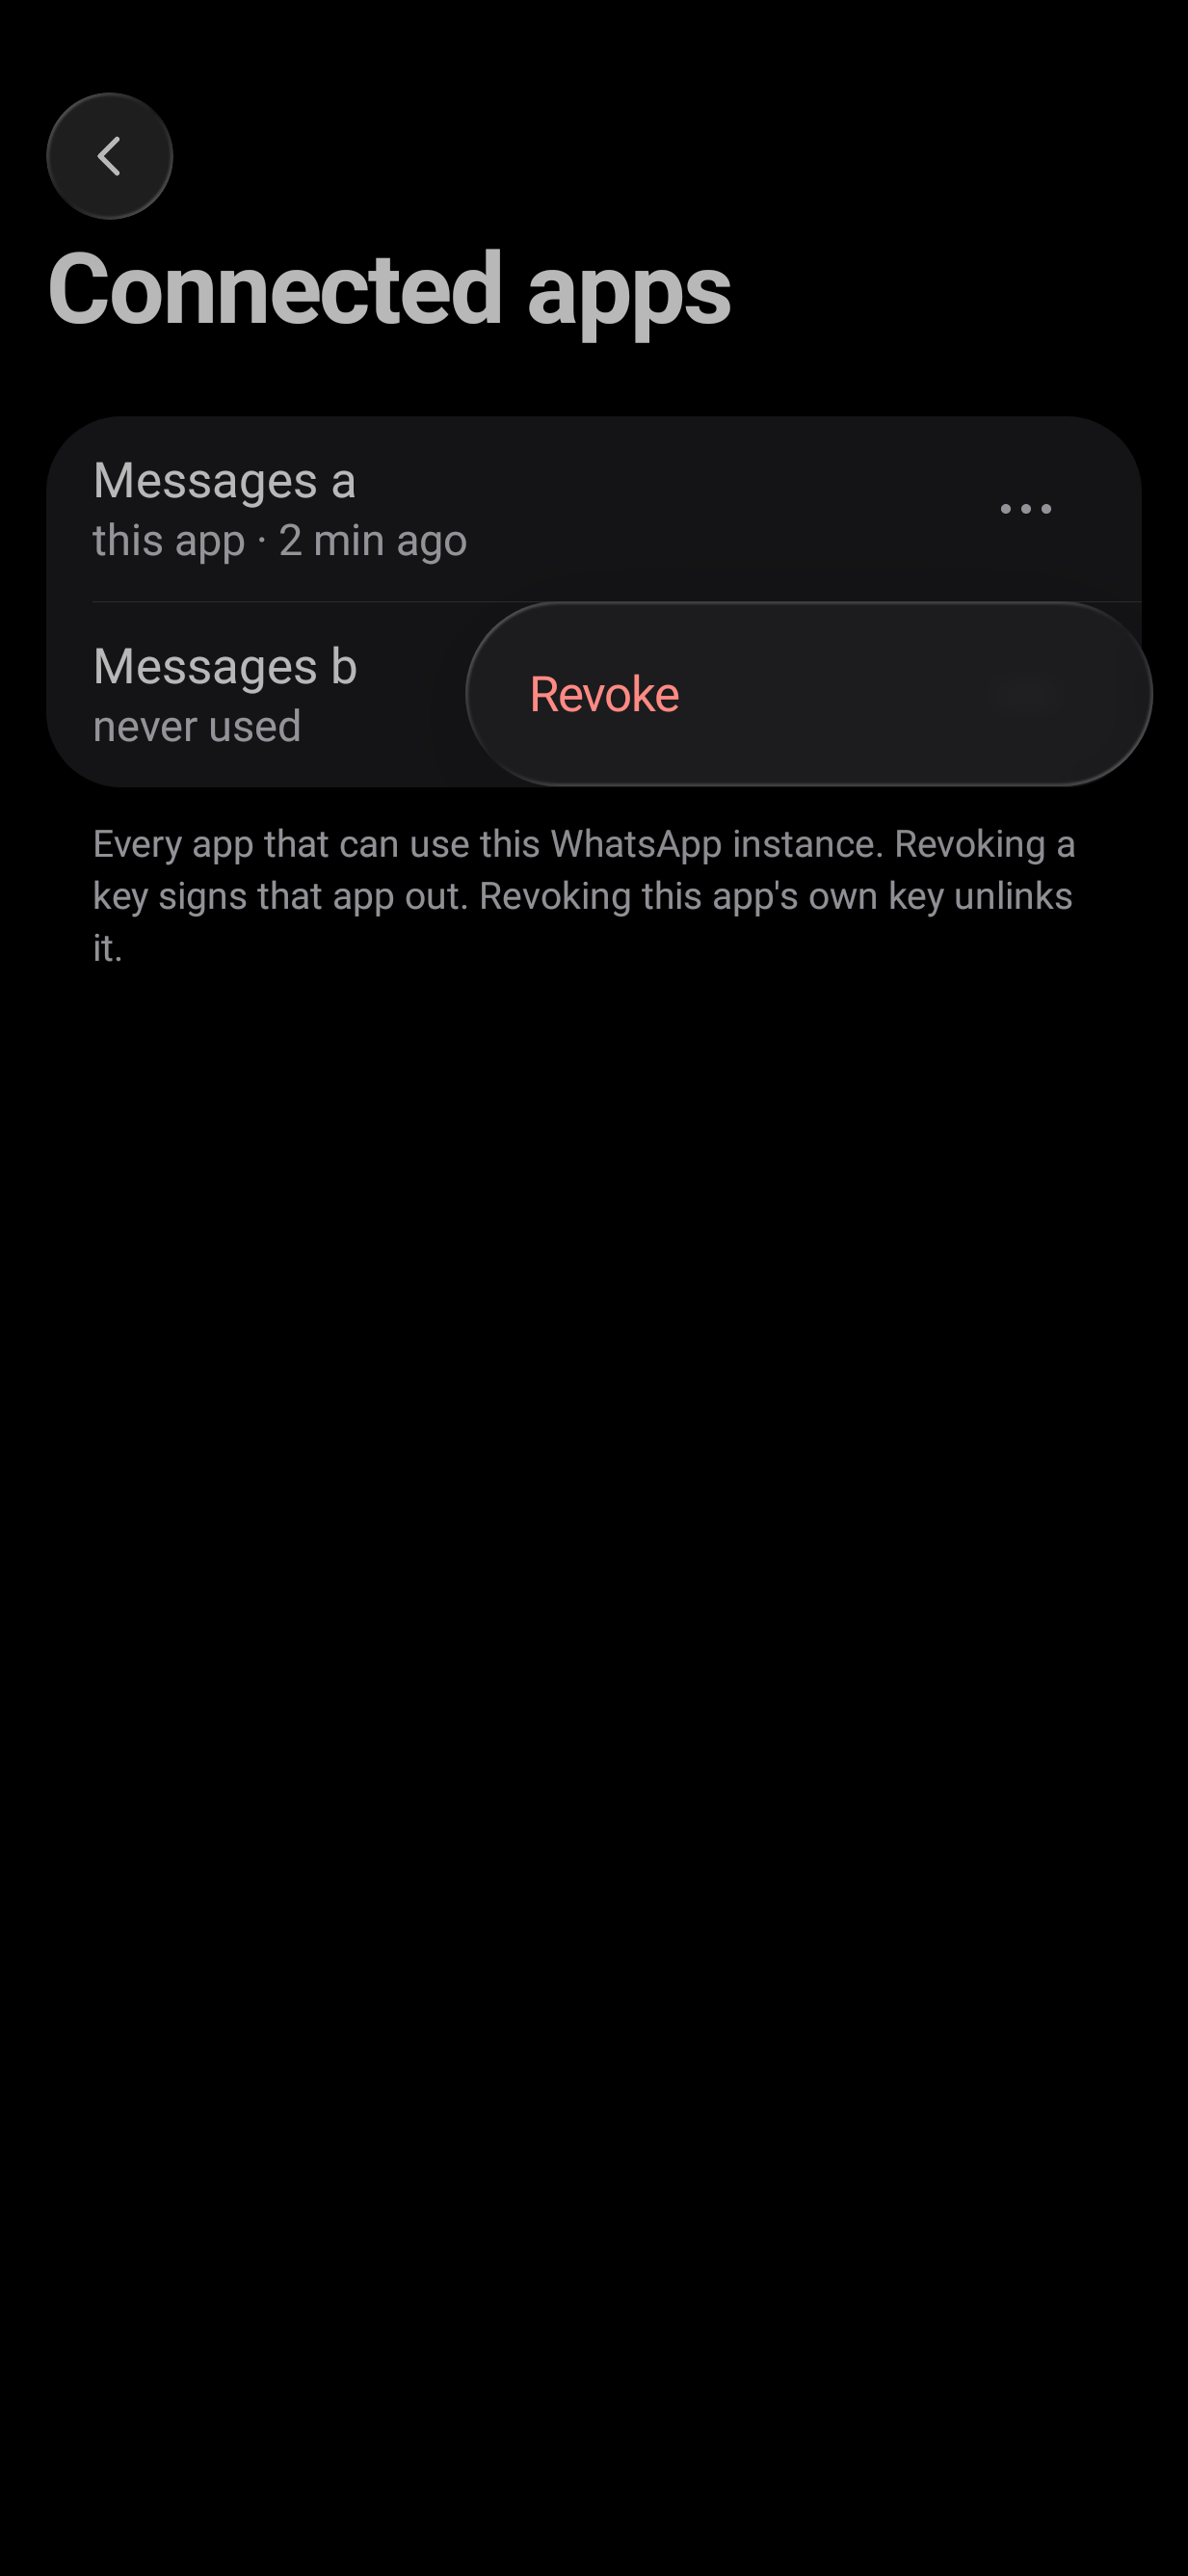 Connected apps
Messages a
this app · 2 min ago
Messages b
never used
Revoke
Every app that can use this WhatsApp instance. Revoking a
key signs that app out. Revoking this app's own key unlinks
it.